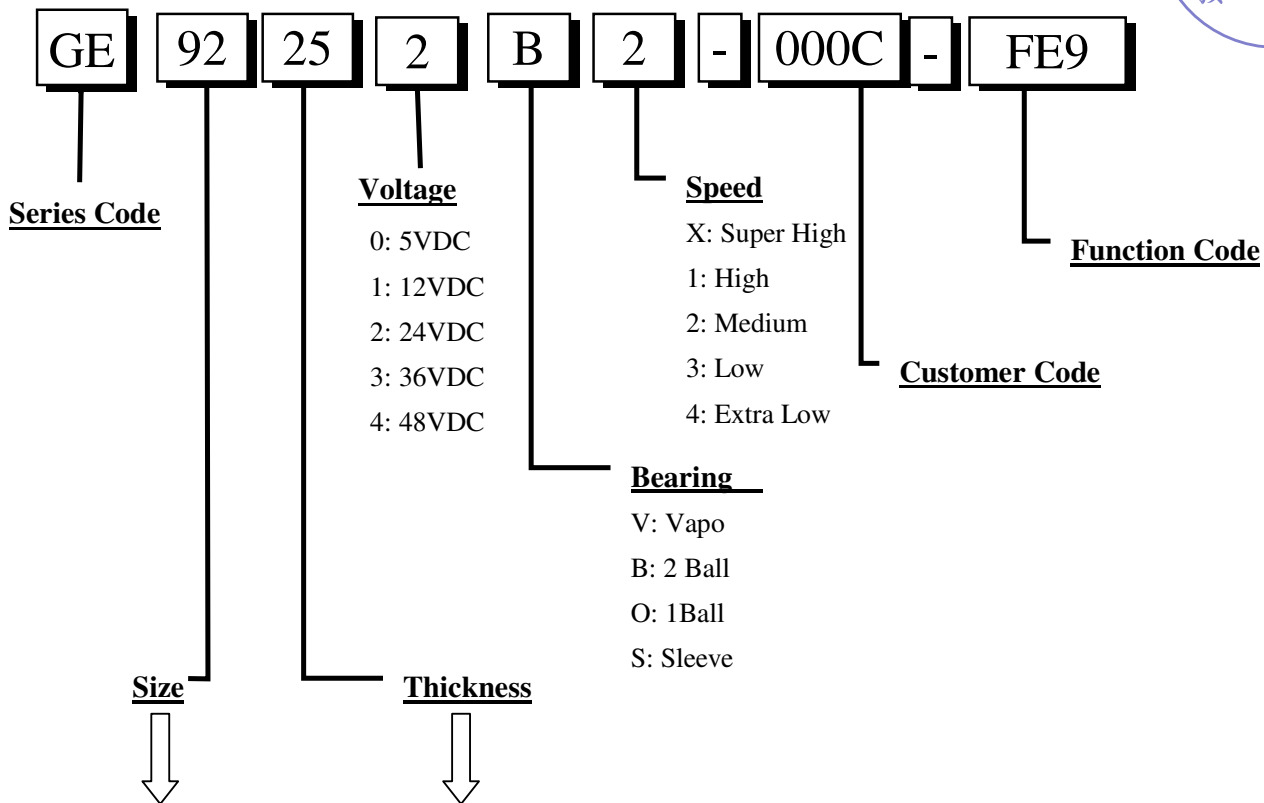 GE 92 25 2 B 2 - 000C - FE9
Series Code
Voltage
0: 5VDC
1: 12VDC
2: 24VDC
3: 36VDC
4: 48VDC
Speed
X: Super High
1: High
2: Medium
3: Low
4: Extra Low
Function Code
Customer Code
Bearing
V: Vapo
B: 2 Ball
O: 1Ball
S: Sleeve
Size
Thickness